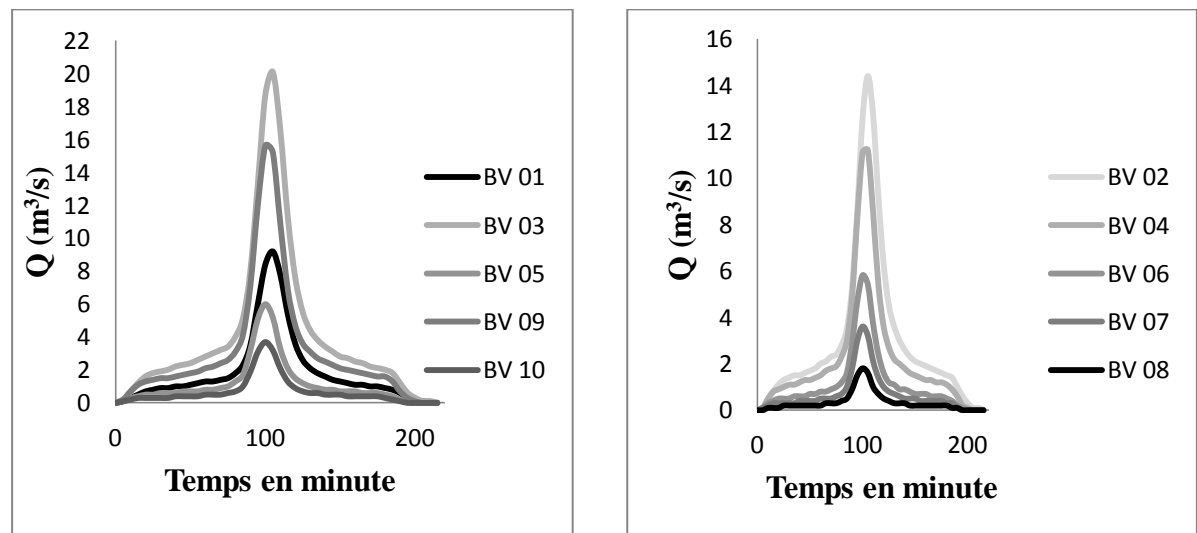 22
20
18
16
14
12
10
8
6
4
2
0
Q (m³/s)
0 100 200
Temps en minute
BV 01
BV 03
BV 05
BV 09
BV 10
16
14
12
10
8
6
4
2
0
Q (m³/s)
0 100 200
Temps en minute
BV 02
BV 04
BV 06
BV 07
BV 08